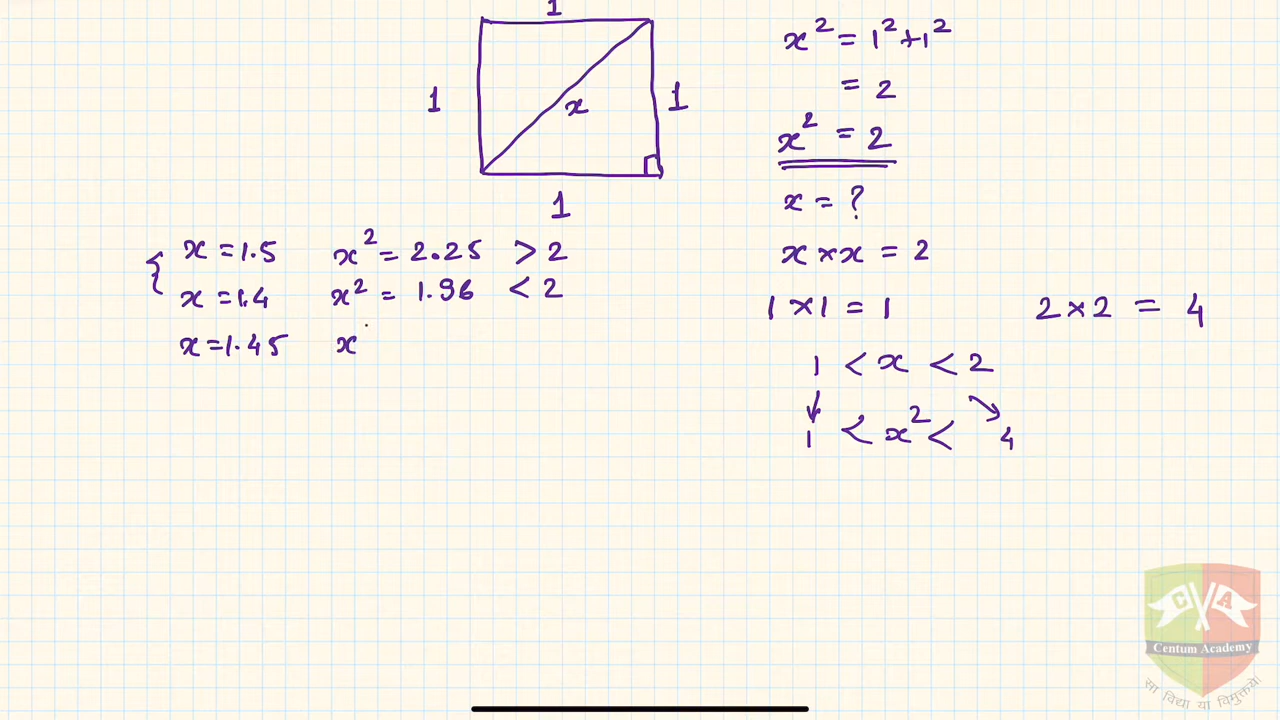 1
1
x
1
1
x² = 1² + 1²
= 2
x² = 2
x = ?
x × x = 2
1 × 1 = 1    2 × 2 = 4
1 < x < 2
1 < x² < 4
x = 1.5    x² = 2.25 > 2
x = 1.4    x² = 1.96 < 2
x = 1.45    x
C A
Centum Academy
सा विद्या या विमुक्तये